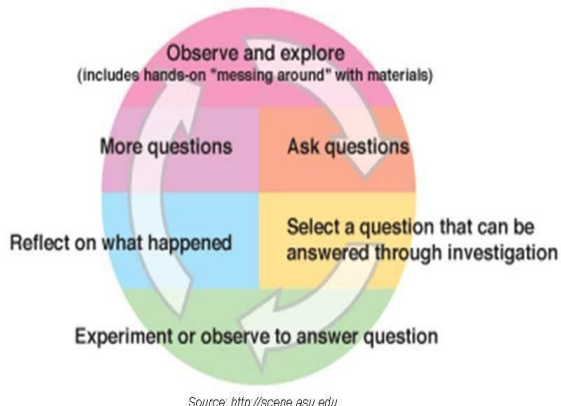 Observe and explore
(includes hands-on "messing around" with materials)
More questions
Ask questions
Reflect on what happened
Select a question that can be
answered through investigation
Experiment or observe to answer question
Source: http://scene.asu.edu